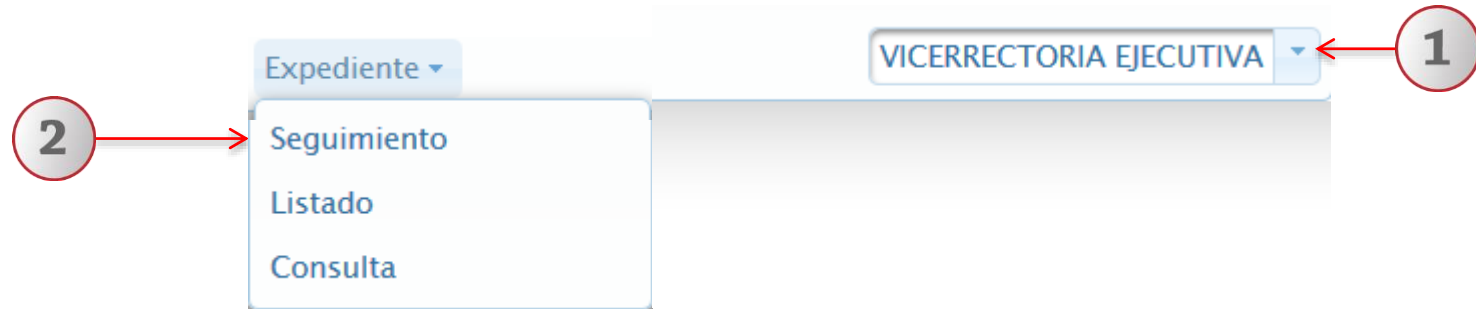 VICERRECTORIA EJECUTIVA
1
Expediente
2
Seguimiento
Listado
Consulta